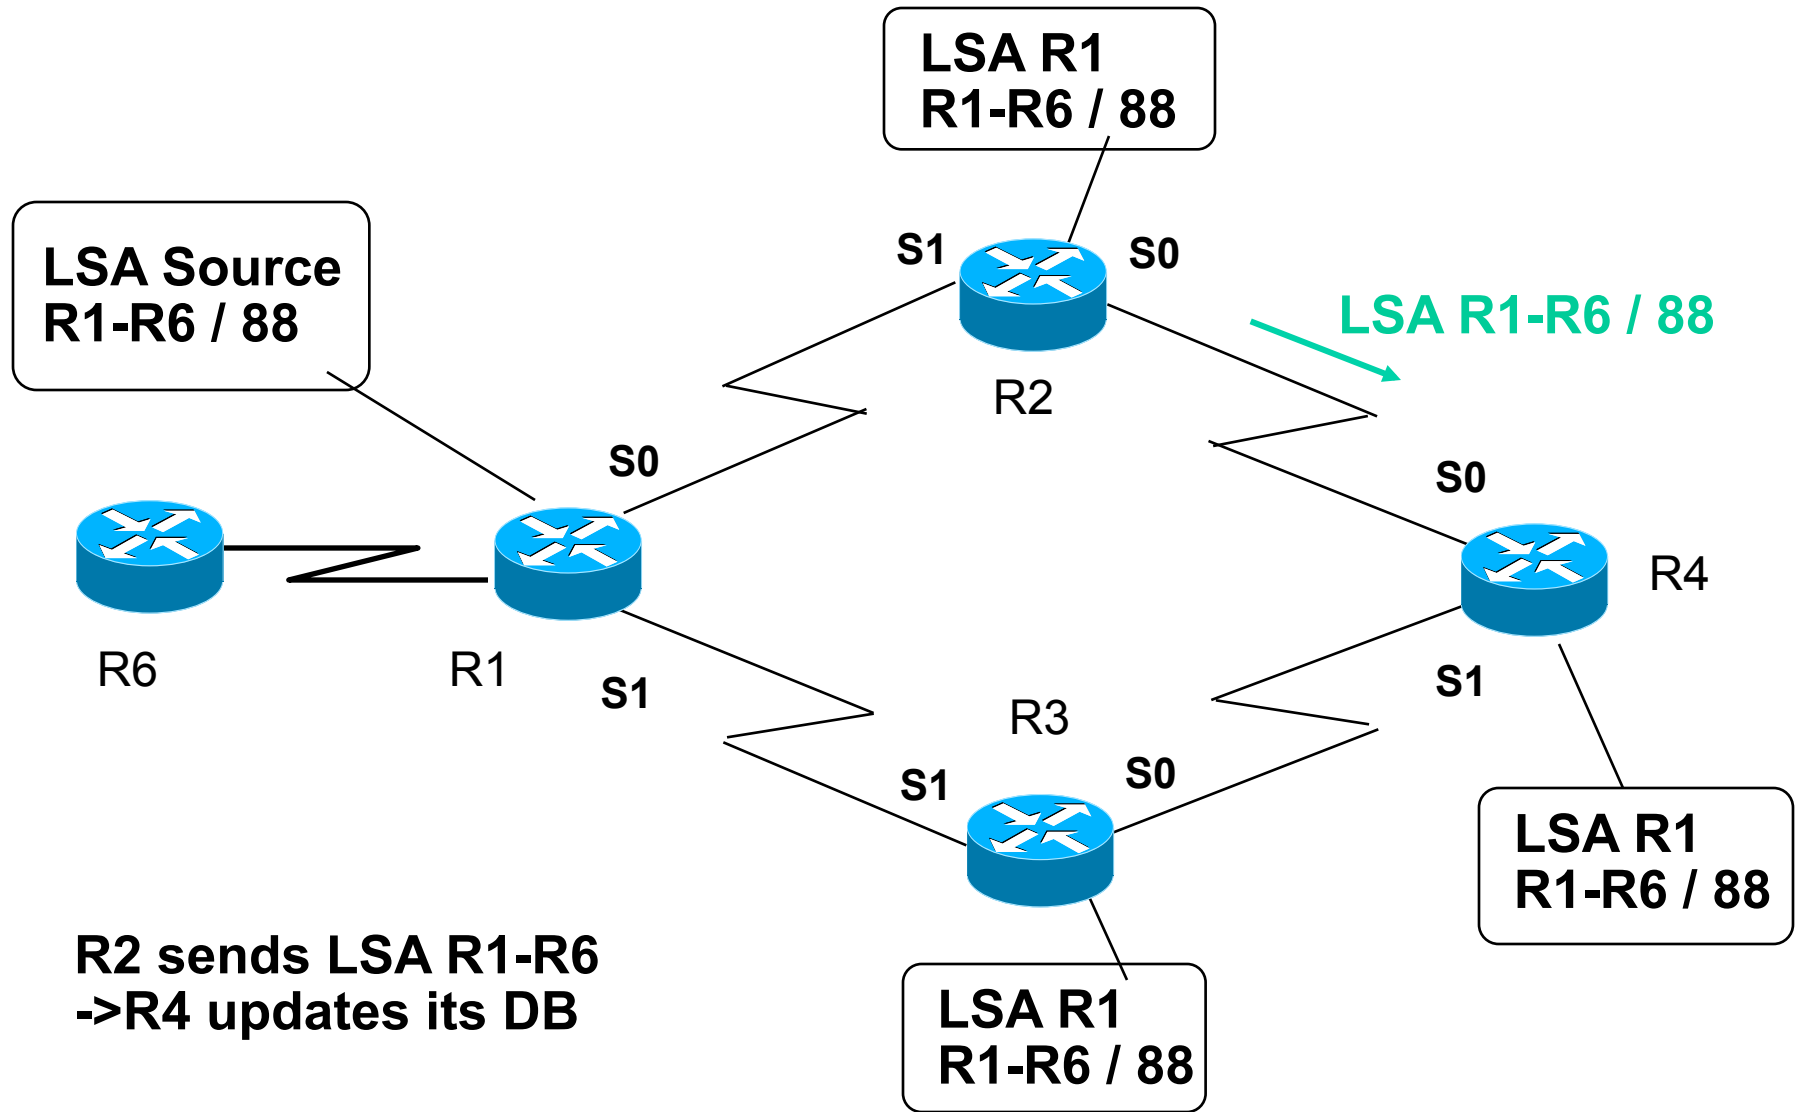 LSA R1
R1-R6 / 88
LSA Source
R1-R6 / 88
S1
S0
LSA R1-R6 / 88
R2
S0
S0
R4
R6
R1
S1
S1
R3
S1
S0
LSA R1
R1-R6 / 88
R2 sends LSA R1-R6
->R4 updates its DB
LSA R1
R1-R6 / 88